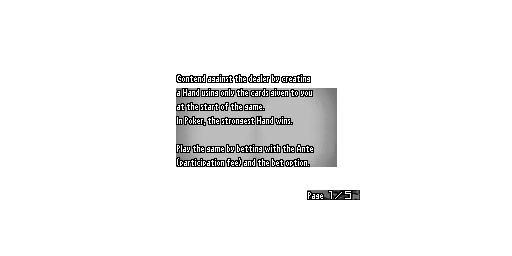 Contend against the dealer by creating
a Hand using only the cards given to you
at the start of the game.
In Poker, the strongest Hand wins.
Play the game by betting with the Ante
(participation fee) and the bet option.
Page 1/5